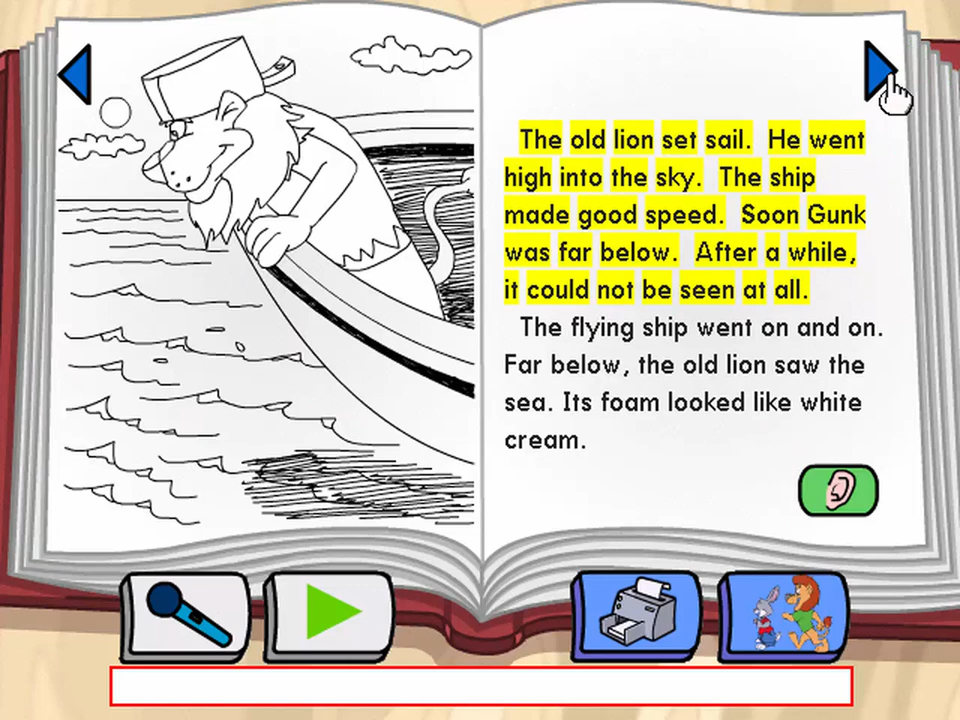 The old lion set sail. He went
high into the sky. The ship
made good speed. Soon Gunk
was far below. After a while,
it could not be seen at all.
The flying ship went on and on.
Far below, the old lion saw the
sea. Its foam looked like white
cream.